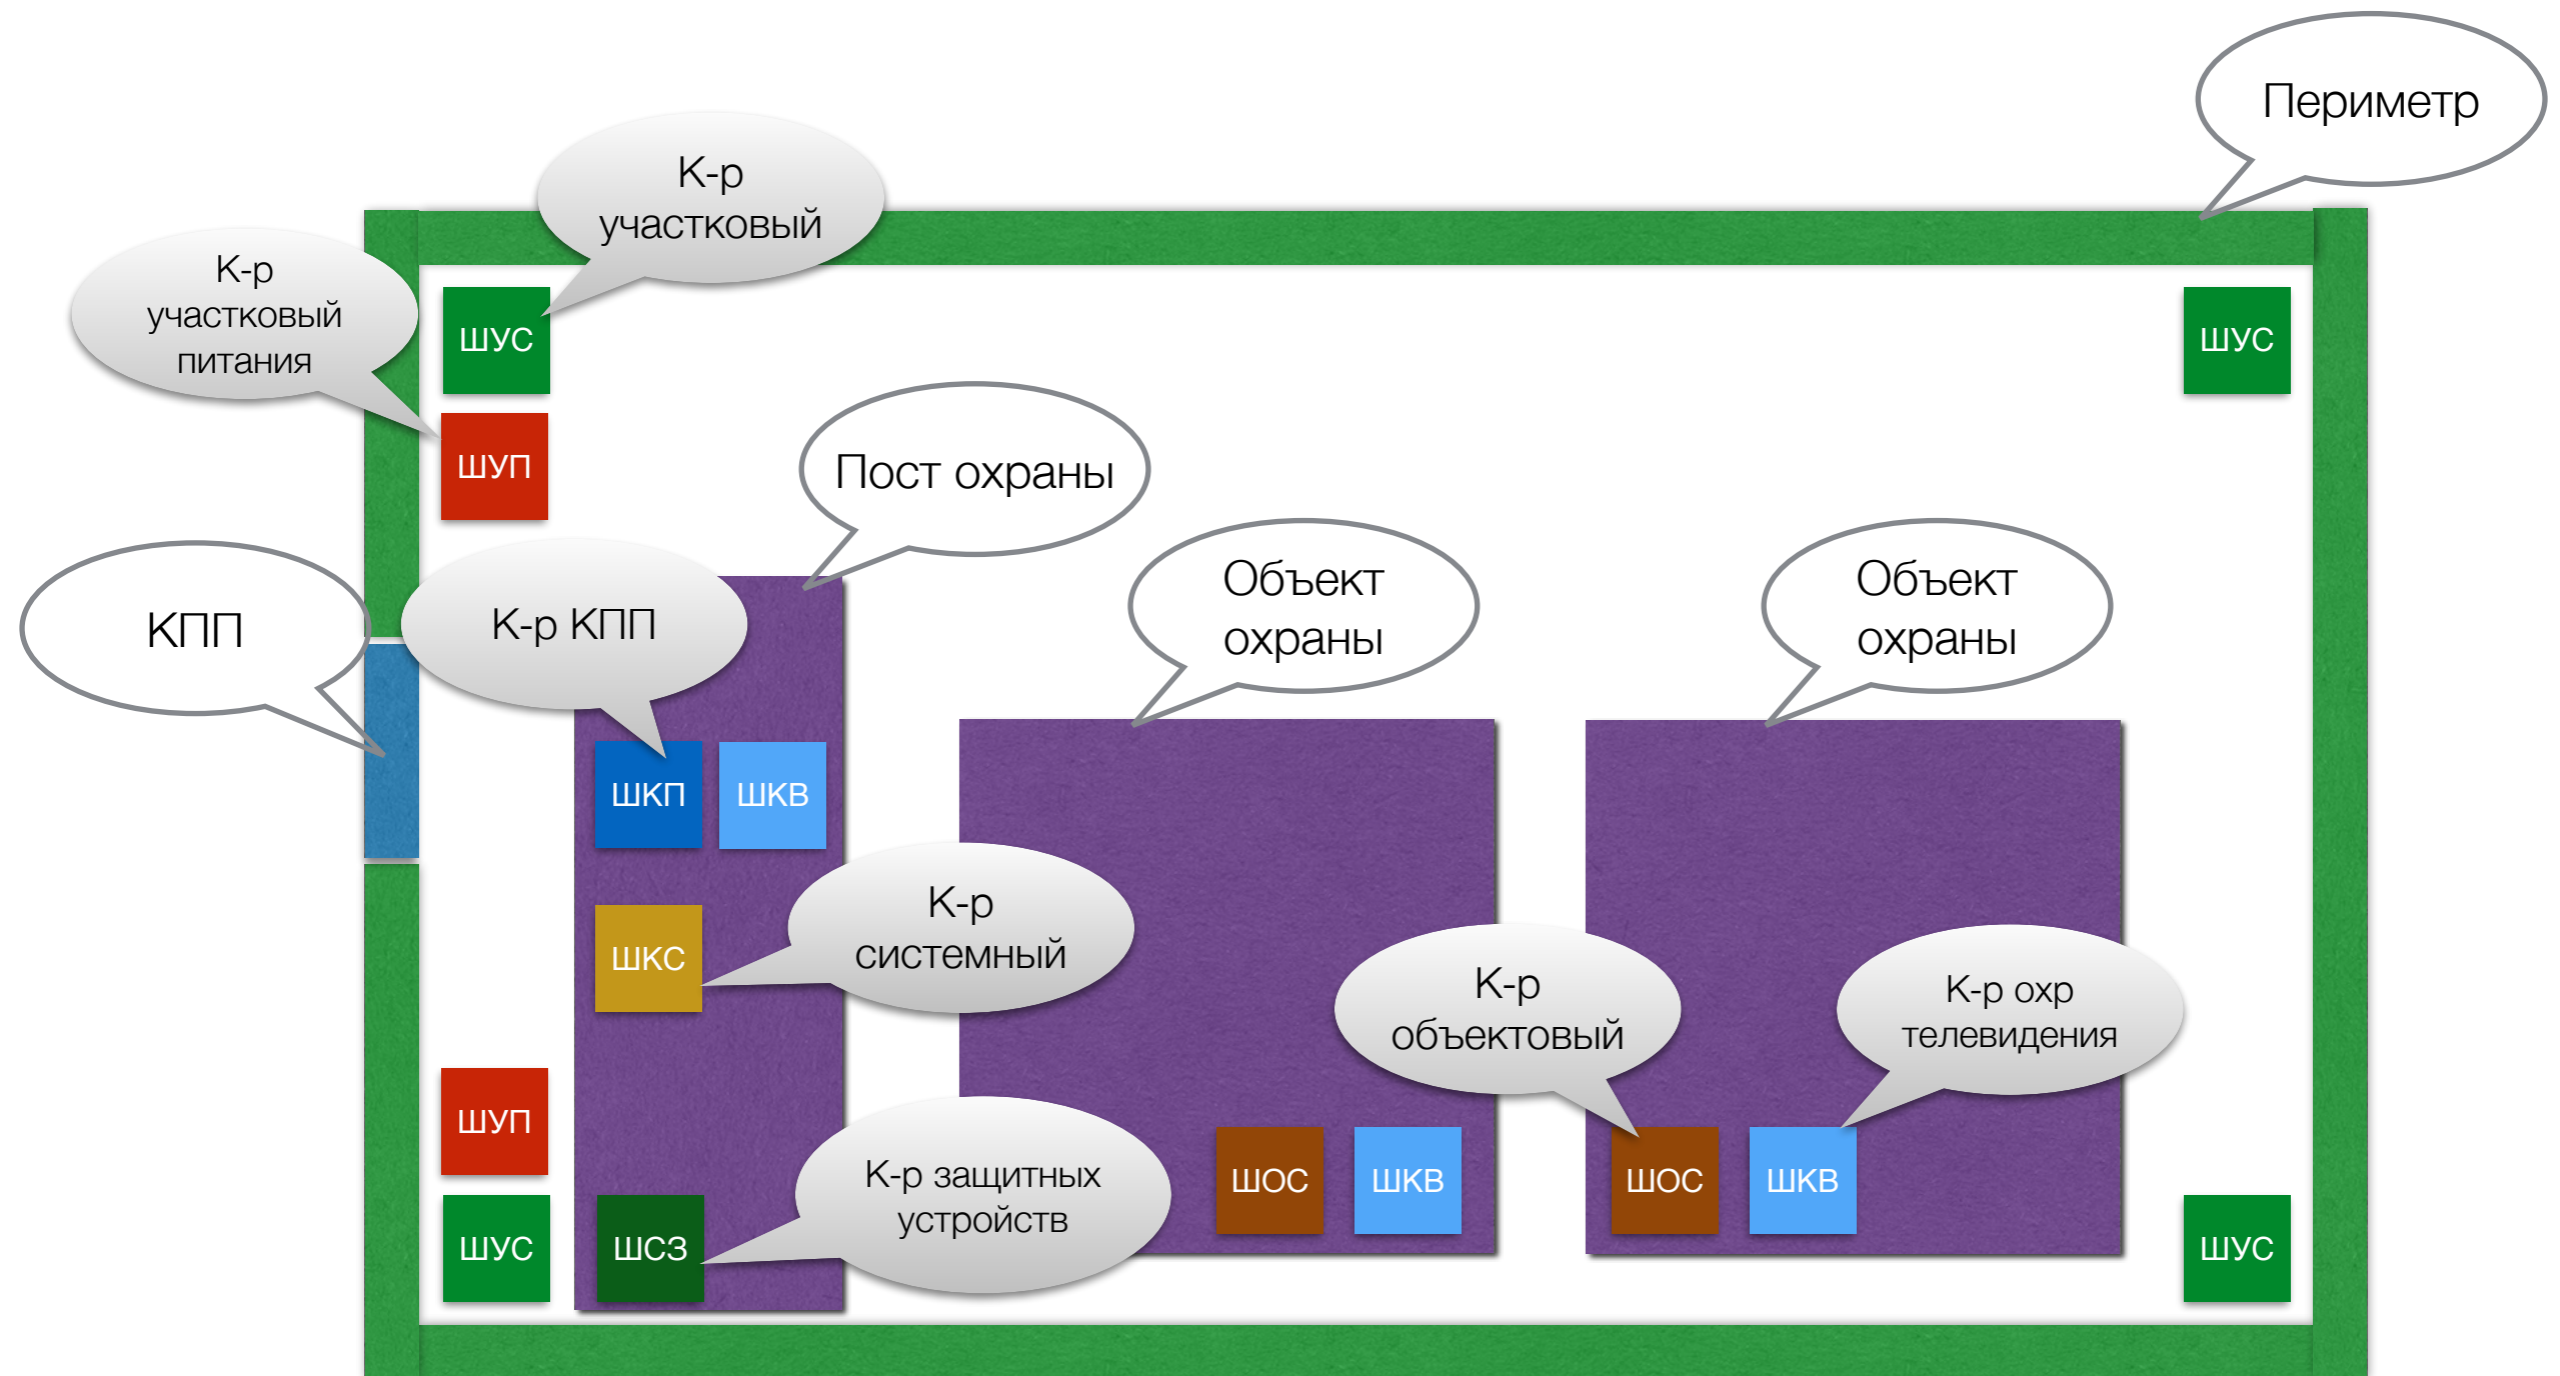 Периметр
К-р
участковый
К-р
участковый
питания
ШУС
ШУС
ШУП
Пост охраны
КПП
К-р КПП
Объект
охраны
Объект
охраны
ШКП
ШКВ
К-р
системный
ШКС
К-р
объектовый
К-р охр
телевидения
ШУП
К-р защитных
устройств
ШОС
ШКВ
ШОС
ШКВ
ШУС
ШСЗ
ШУС